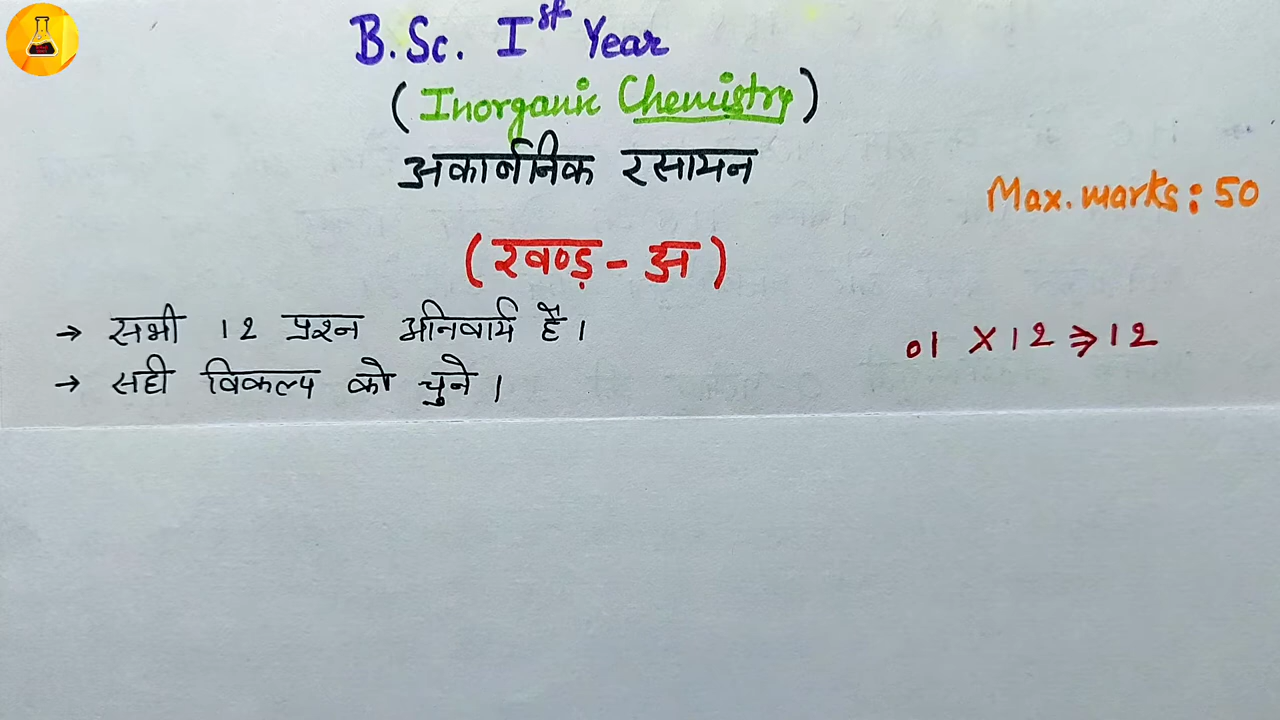 B.Sc. Ist Year
(Inorganic Chemistry)
अकार्बनिक रसायन
Max. marks: 50
(खण्ड़-अ)
→ सभी 12 प्रश्न अनिवार्य है।
01 X 12 ⇒ 12
→ सही विकल्प को चुने।